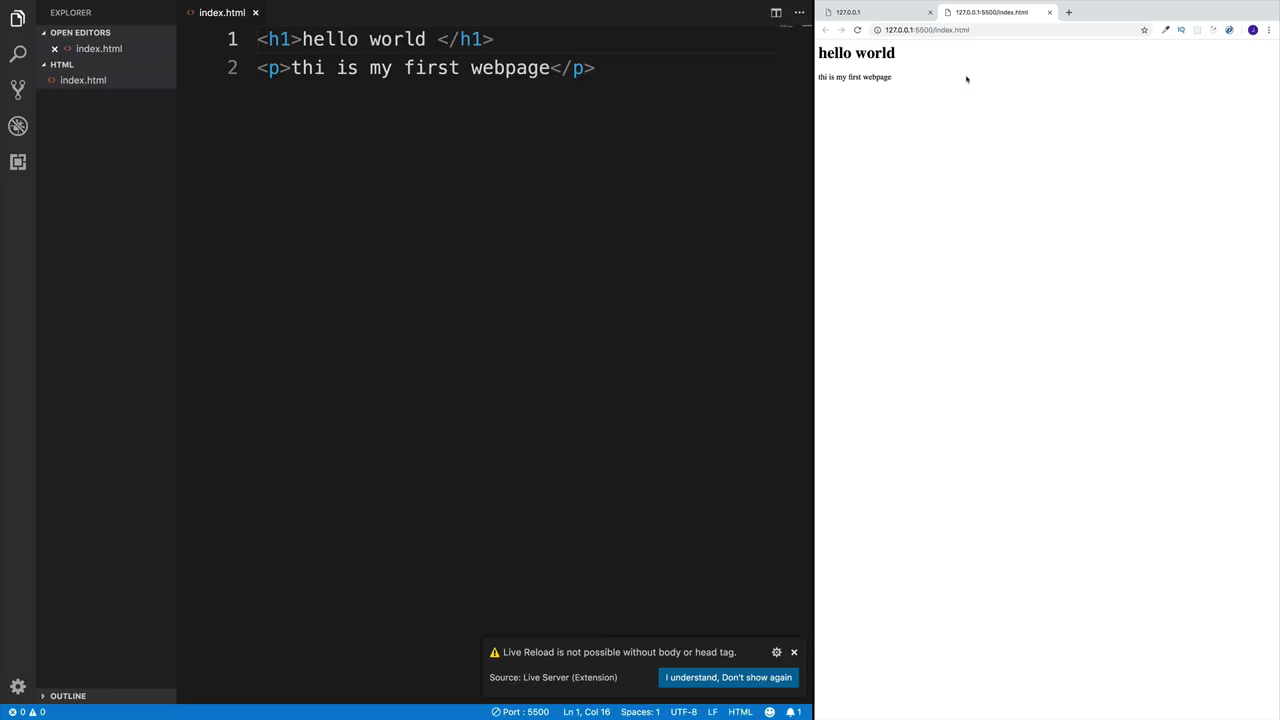 EXPLORER
OPEN EDITORS
index.html
HTML
index.html
OUTLINE
index.html
1 <h1>hello world </h1>
2 <p>thi is my first webpage</p>
Live Reload is not possible without body or head tag.
Source: Live Server (Extension)
I understand, Don't show again
0 0
Port : 5500
Ln 1, Col 16
Spaces: 1
UTF-8
LF
HTML
1
127.0.0.1
127.0.0.1:5500/index.html
127.0.0.1:5500/index.html
IQ
J
hello world
thi is my first webpage